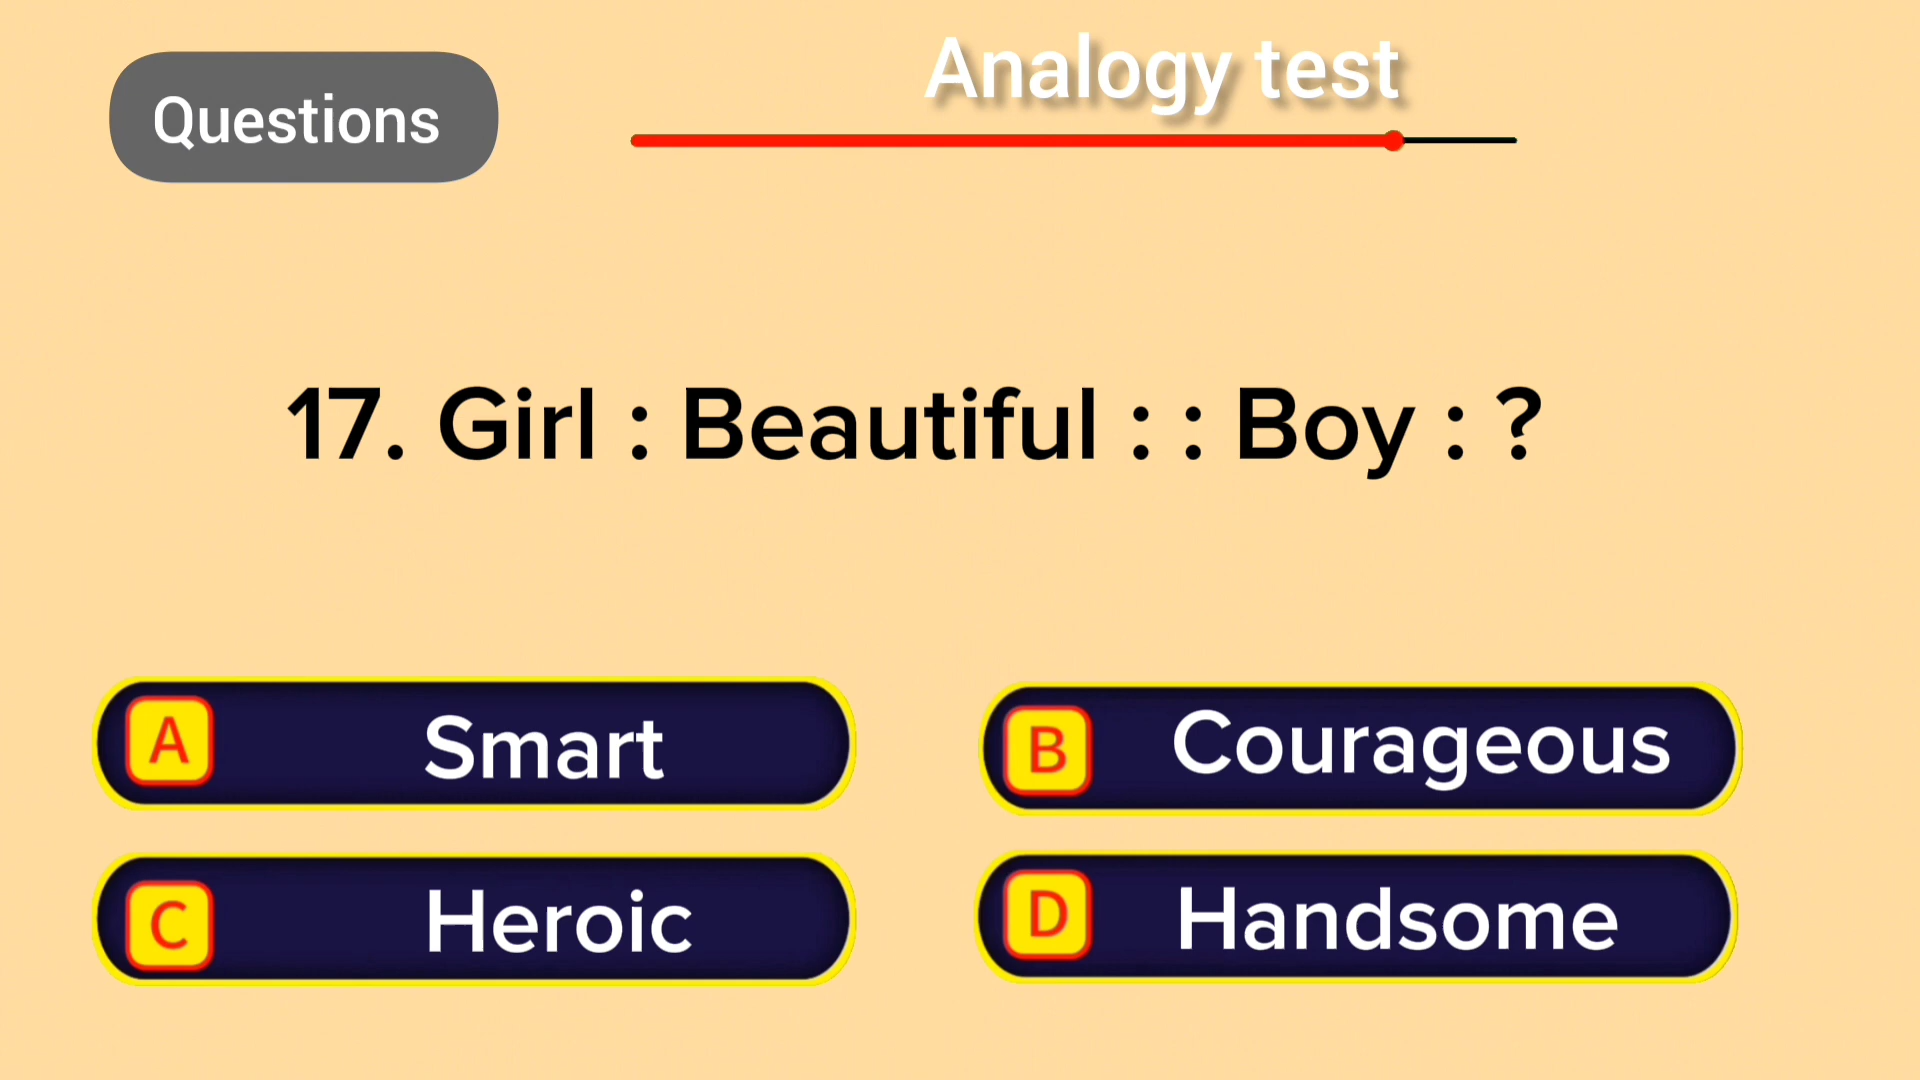 Analogy test
Questions
17. Girl : Beautiful : : Boy : ?
A Smart
B Courageous
C Heroic
D Handsome